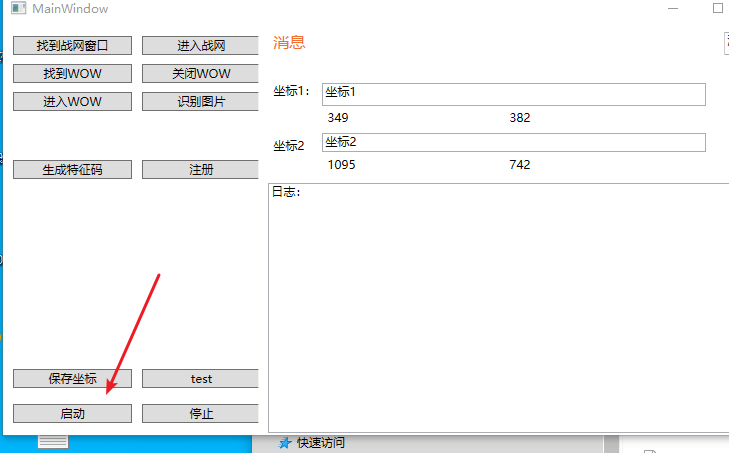 MainWindow
找到战网窗口 进入战网
找到WOW 关闭WOW
进入WOW 识别图片
生成特征码 注册
保存坐标 test
启动 停止
消息
坐标1: 坐标1
349 382
坐标2 坐标2
1095 742
日志:
快速访问